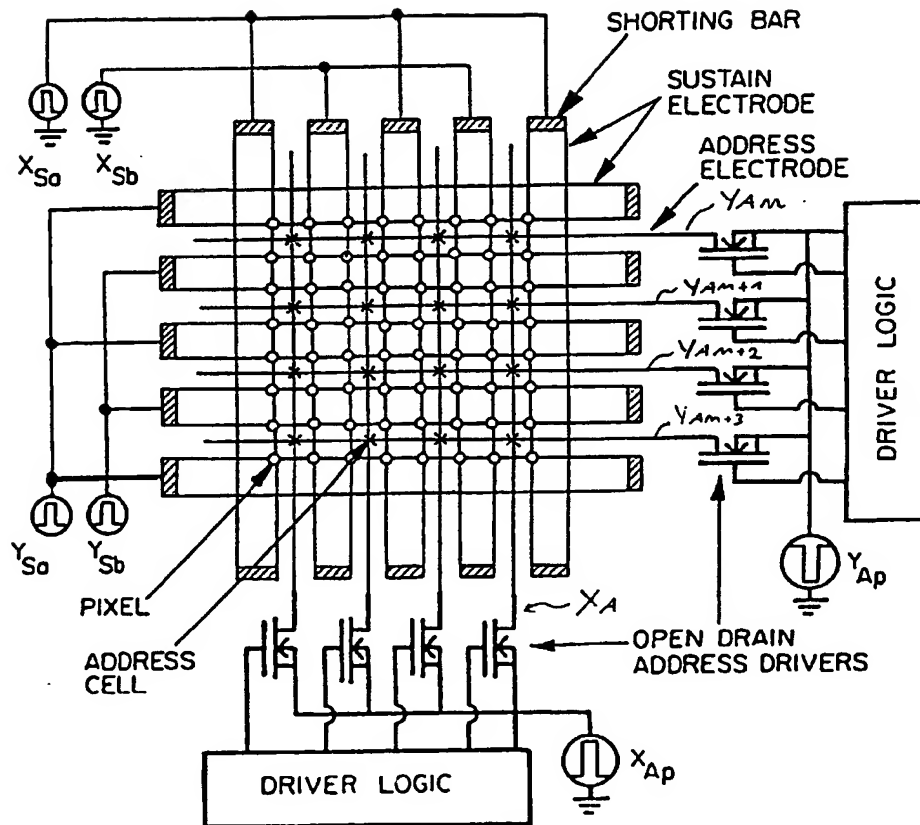 SHORTING BAR
SUSTAIN
ELECTRODE
ADDRESS
ELECTRODE
X Sa
X Sb
Y AM
Y AM+1
Y AM+2
Y AM+3
DRIVER LOGIC
Y Sa
Y Sb
Y Ap
PIXEL
ADDRESS
CELL
X A
OPEN DRAIN
ADDRESS DRIVERS
X Ap
DRIVER LOGIC